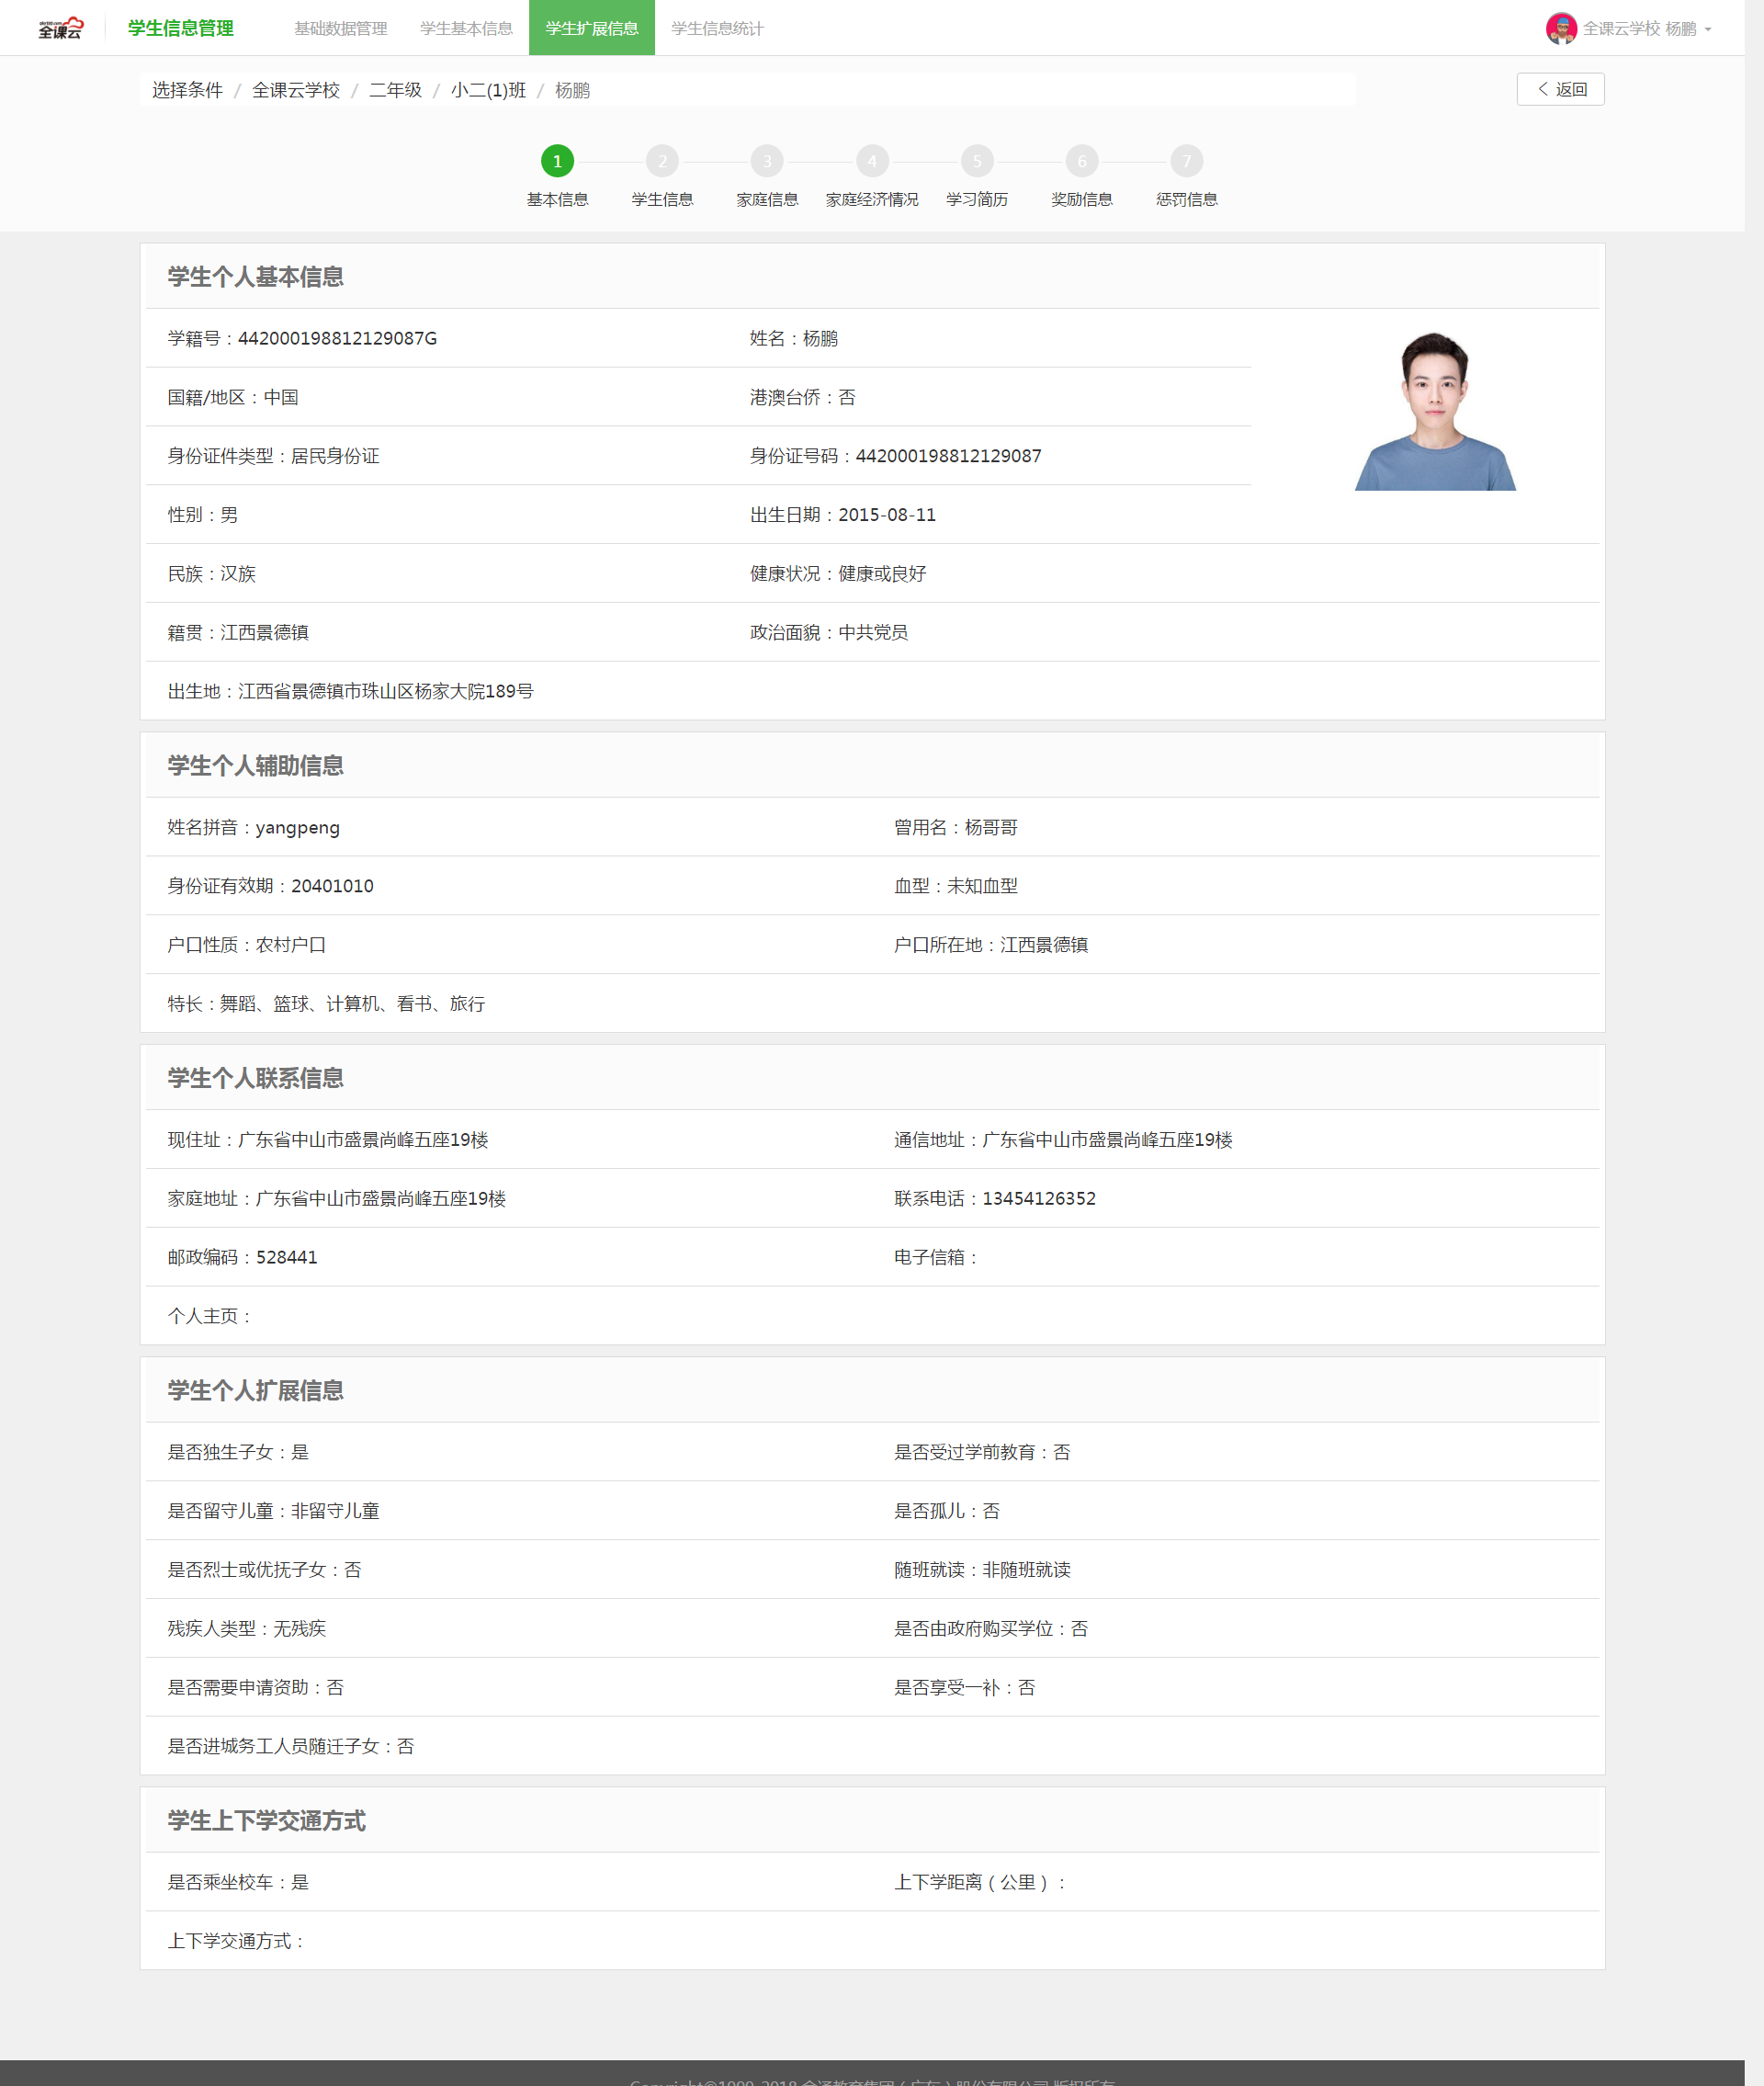 全课云 学生信息管理 基础数据管理 学生基本信息 学生扩展信息 学生信息统计 全课云学校 杨鹏
选择条件 / 全课云学校 / 二年级 / 小二(1)班 / 杨鹏 返回
1 2 3 4 5 6 7
基本信息 学生信息 家庭信息 家庭经济情况 学习简历 奖励信息 惩罚信息
学生个人基本信息
学籍号：442000198812129087G 姓名：杨鹏
国籍/地区：中国 港澳台侨：否
身份证件类型：居民身份证 身份证号码：442000198812129087
性别：男 出生日期：2015-08-11
民族：汉族 健康状况：健康或良好
籍贯：江西景德镇 政治面貌：中共党员
出生地：江西省景德镇市珠山区杨家大院189号
学生个人辅助信息
姓名拼音：yangpeng 曾用名：杨哥哥
身份证有效期：20401010 血型：未知血型
户口性质：农村户口 户口所在地：江西景德镇
特长：舞蹈、篮球、计算机、看书、旅行
学生个人联系信息
现住址：广东省中山市盛景尚峰五座19楼 通信地址：广东省中山市盛景尚峰五座19楼
家庭地址：广东省中山市盛景尚峰五座19楼 联系电话：13454126352
邮政编码：528441 电子信箱：
个人主页：
学生个人扩展信息
是否独生子女：是 是否受过学前教育：否
是否留守儿童：非留守儿童 是否孤儿：否
是否烈士或优抚子女：否 随班就读：非随班就读
残疾人类型：无残疾 是否由政府购买学位：否
是否需要申请资助：否 是否享受一补：否
是否进城务工人员随迁子女：否
学生上下学交通方式
是否乘坐校车：是 上下学距离（公里）：
上下学交通方式：
Copyright©1999-2018 全通教育集团（广东）股份有限公司 版权所有